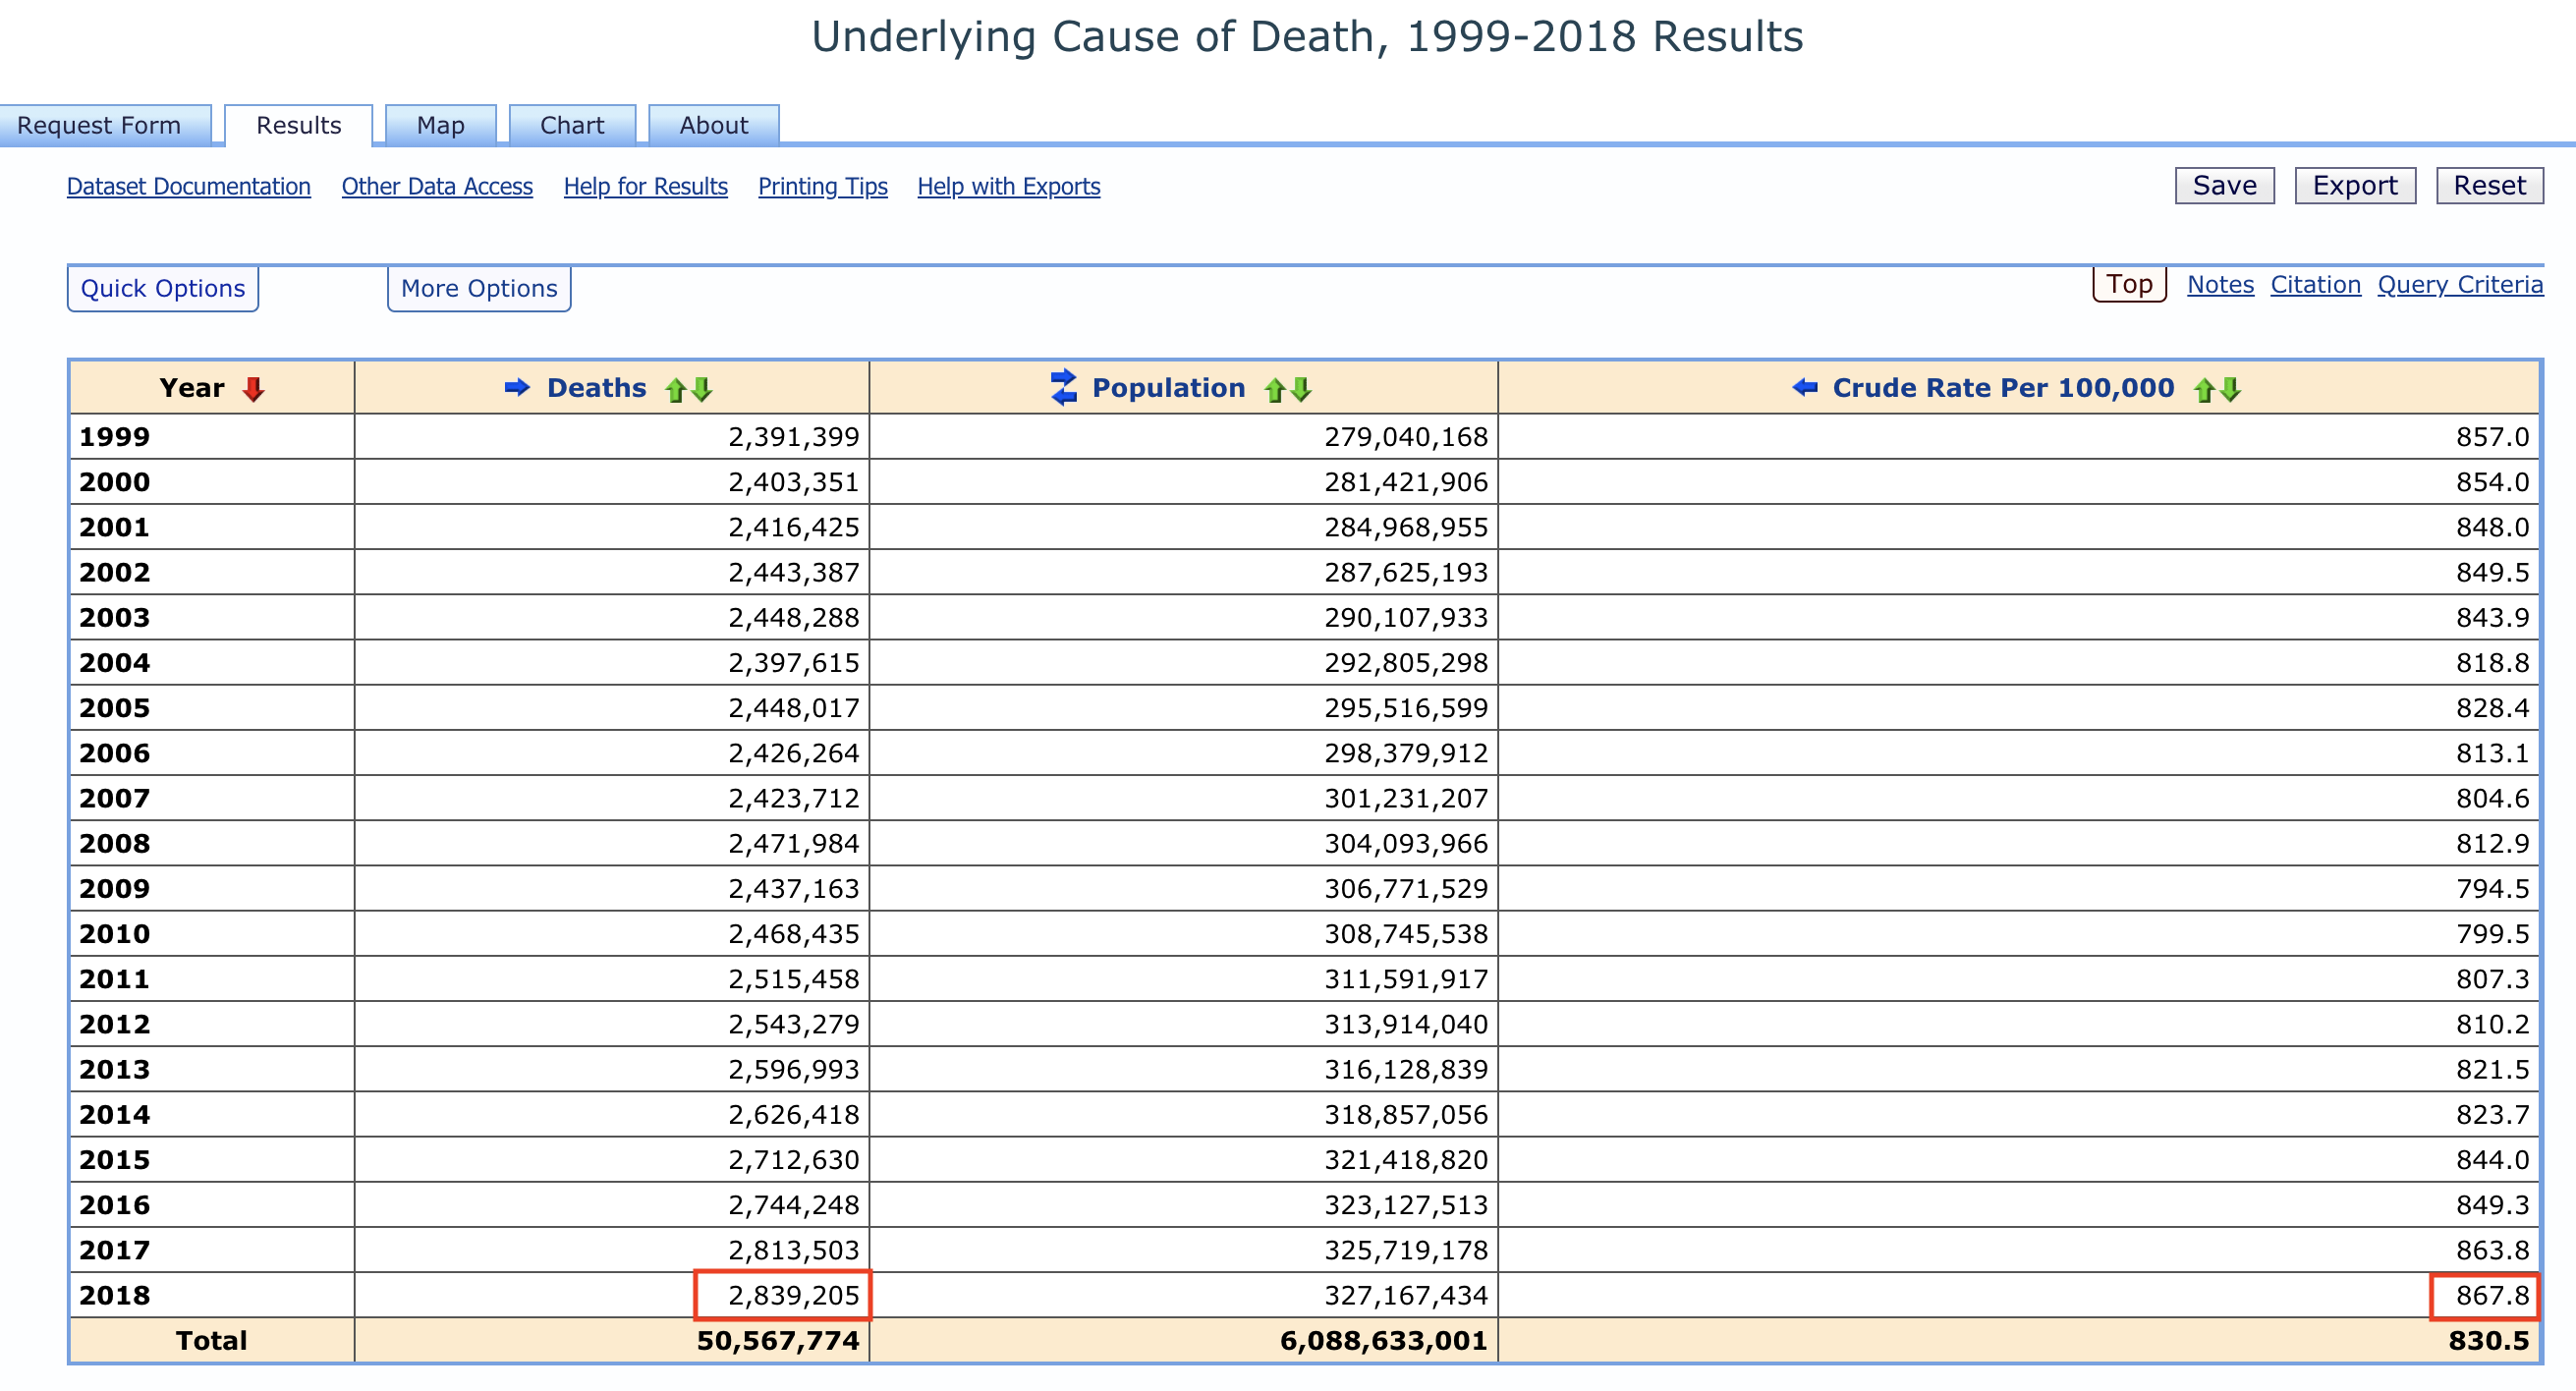 Underlying Cause of Death, 1999-2018 Results
Request Form Results Map Chart About
Dataset Documentation Other Data Access Help for Results Printing Tips Help with Exports Save Export Reset
Quick Options More Options Top Notes Citation Query Criteria
Year Deaths Population Crude Rate Per 100,000
1999 2,391,399 279,040,168 857.0
2000 2,403,351 281,421,906 854.0
2001 2,416,425 284,968,955 848.0
2002 2,443,387 287,625,193 849.5
2003 2,448,288 290,107,933 843.9
2004 2,397,615 292,805,298 818.8
2005 2,448,017 295,516,599 828.4
2006 2,426,264 298,379,912 813.1
2007 2,423,712 301,231,207 804.6
2008 2,471,984 304,093,966 812.9
2009 2,437,163 306,771,529 794.5
2010 2,468,435 308,745,538 799.5
2011 2,515,458 311,591,917 807.3
2012 2,543,279 313,914,040 810.2
2013 2,596,993 316,128,839 821.5
2014 2,626,418 318,857,056 823.7
2015 2,712,630 321,418,820 844.0
2016 2,744,248 323,127,513 849.3
2017 2,813,503 325,719,178 863.8
2018 2,839,205 327,167,434 867.8
Total 50,567,774 6,088,633,001 830.5